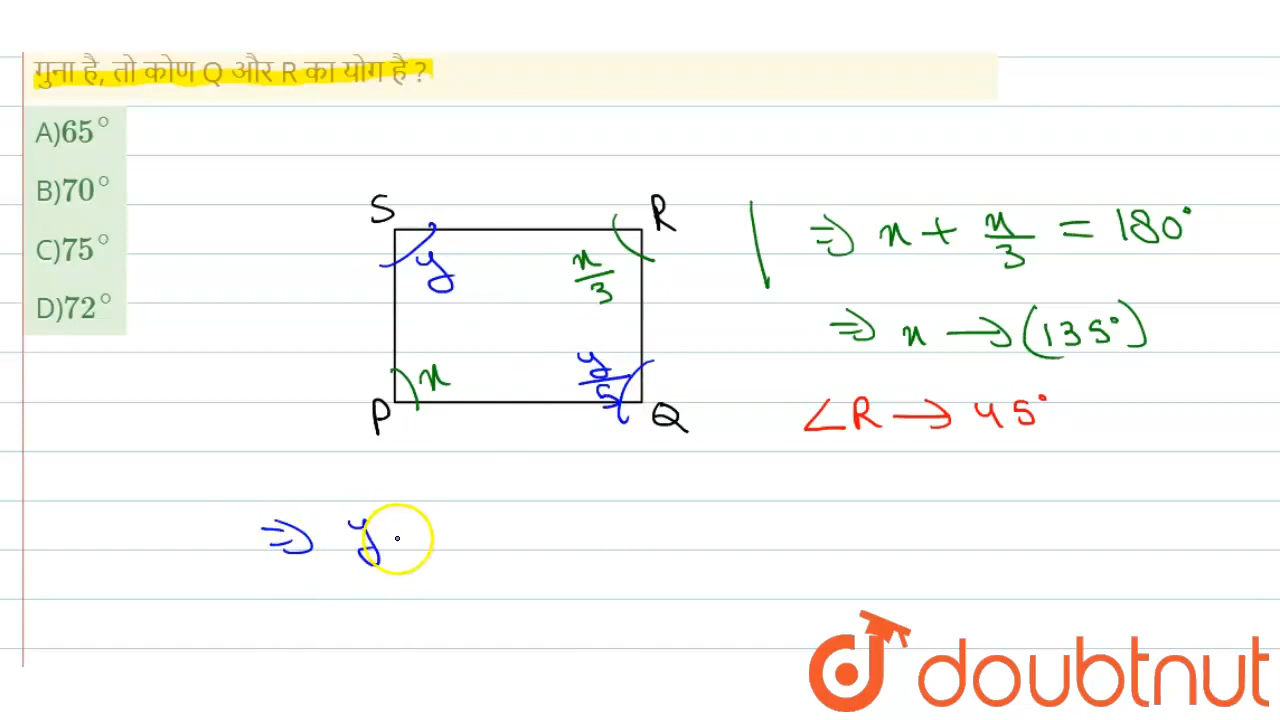 गुना है, तो कोण Q और R का योग है ?
A)65°
B)70°
C)75°
D)72°
S R
y x/3
x y/5
P Q
⇒ x + x/3 = 180°
⇒ x → (135°)
∠R → 45°
⇒ y
doubtnut